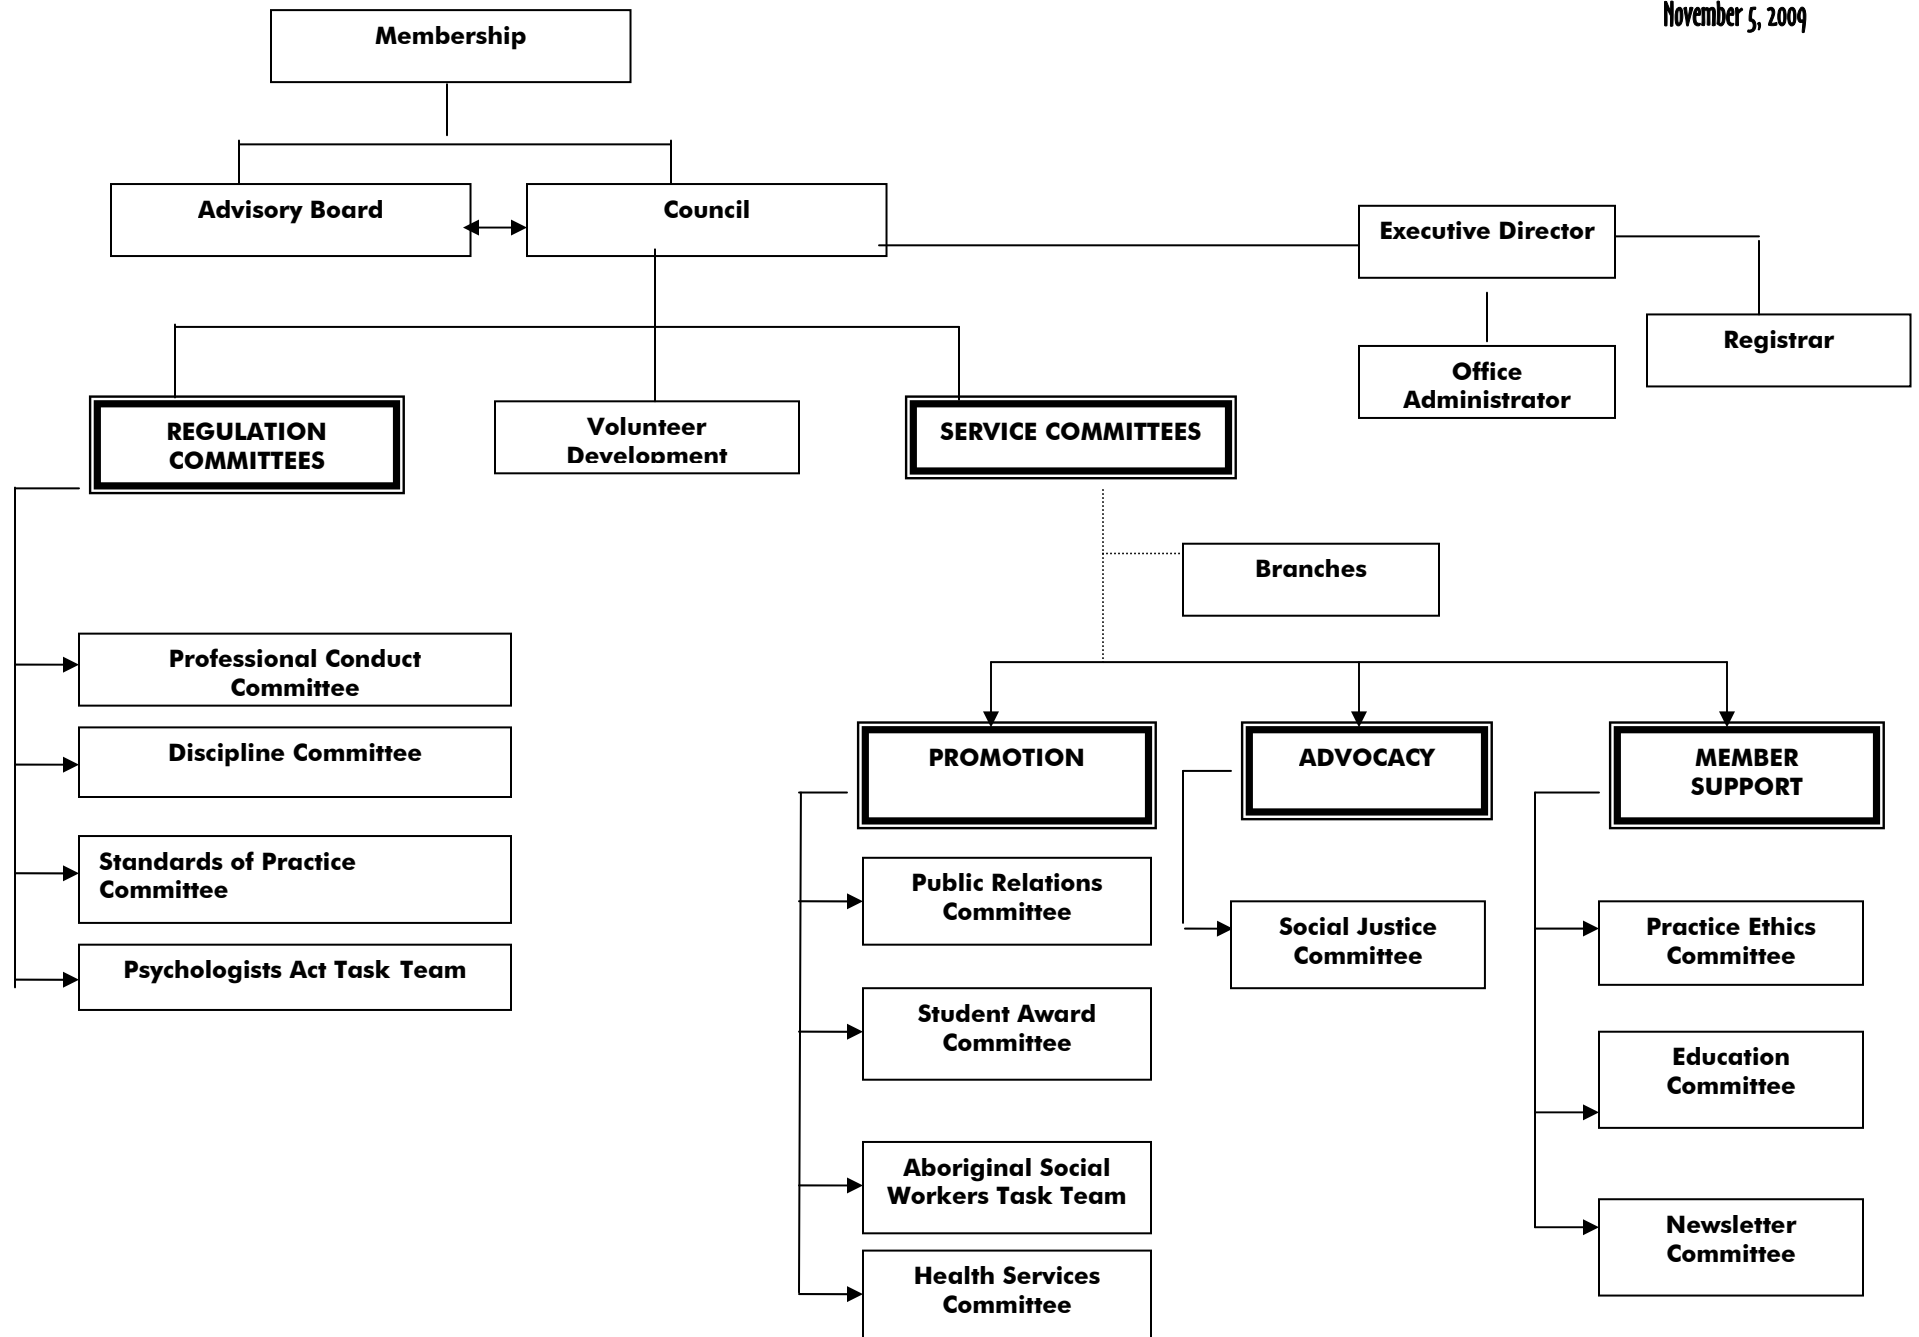 November 5, 2009
Membership
Advisory Board
Council
Executive Director
Registrar
Office
Administrator
REGULATION
COMMITTEES
Volunteer
Development
SERVICE COMMITTEES
Branches
Professional Conduct
Committee
Discipline Committee
Standards of Practice
Committee
Psychologists Act Task Team
PROMOTION
ADVOCACY
MEMBER
SUPPORT
Public Relations
Committee
Student Award
Committee
Aboriginal Social
Workers Task Team
Health Services
Committee
Social Justice
Committee
Practice Ethics
Committee
Education
Committee
Newsletter
Committee